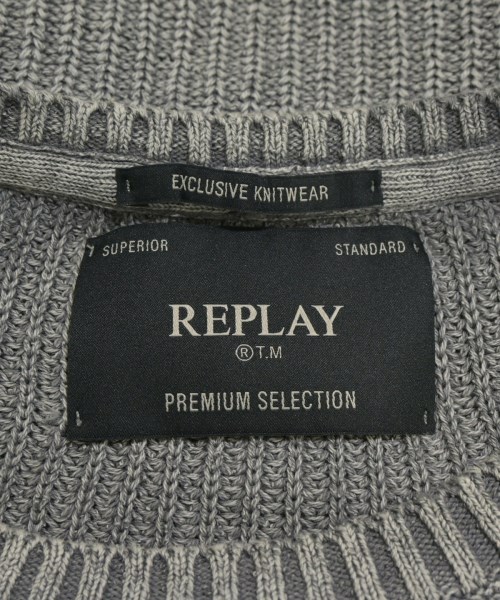 EXCLUSIVE KNITWEAR
SUPERIOR STANDARD
REPLAY
® T.M
PREMIUM SELECTION